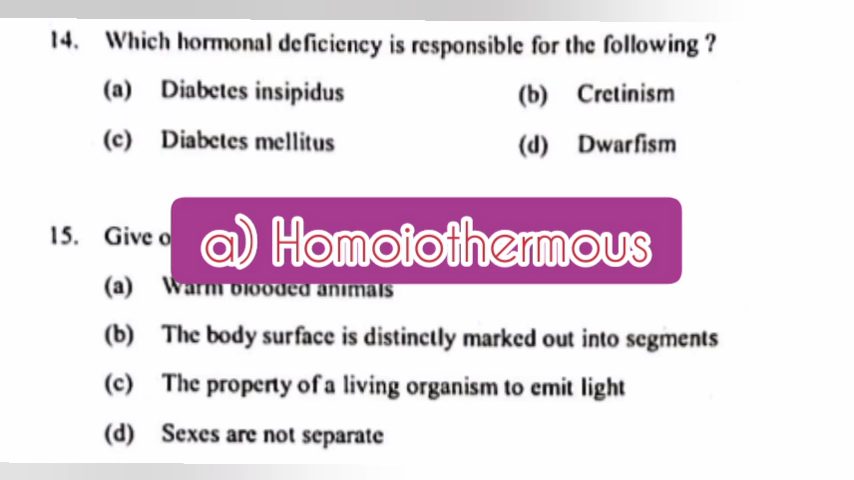 14. Which hormonal deficiency is responsible for the following ?
(a) Diabetes insipidus (b) Cretinism
(c) Diabetes mellitus (d) Dwarfism
15. Give o
a) Homoiothermous
(a) Warm blooded animals
(b) The body surface is distinctly marked out into segments
(c) The property of a living organism to emit light
(d) Sexes are not separate